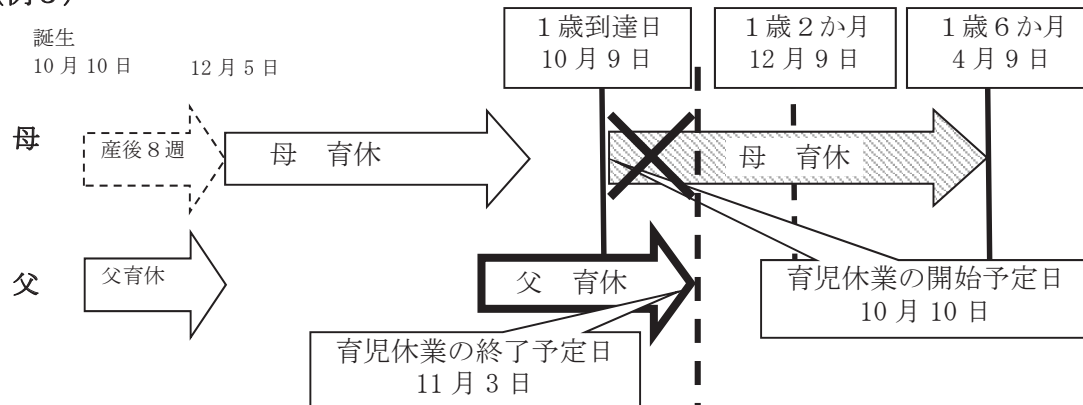 誕生
10月10日
12月5日
1歳到達日
10月9日
1歳2か月
12月9日
1歳6か月
4月9日
母
産後8週
母 育休
母 育休
父
父育休
父 育休
育児休業の開始予定日
10月10日
育児休業の終了予定日
11月3日